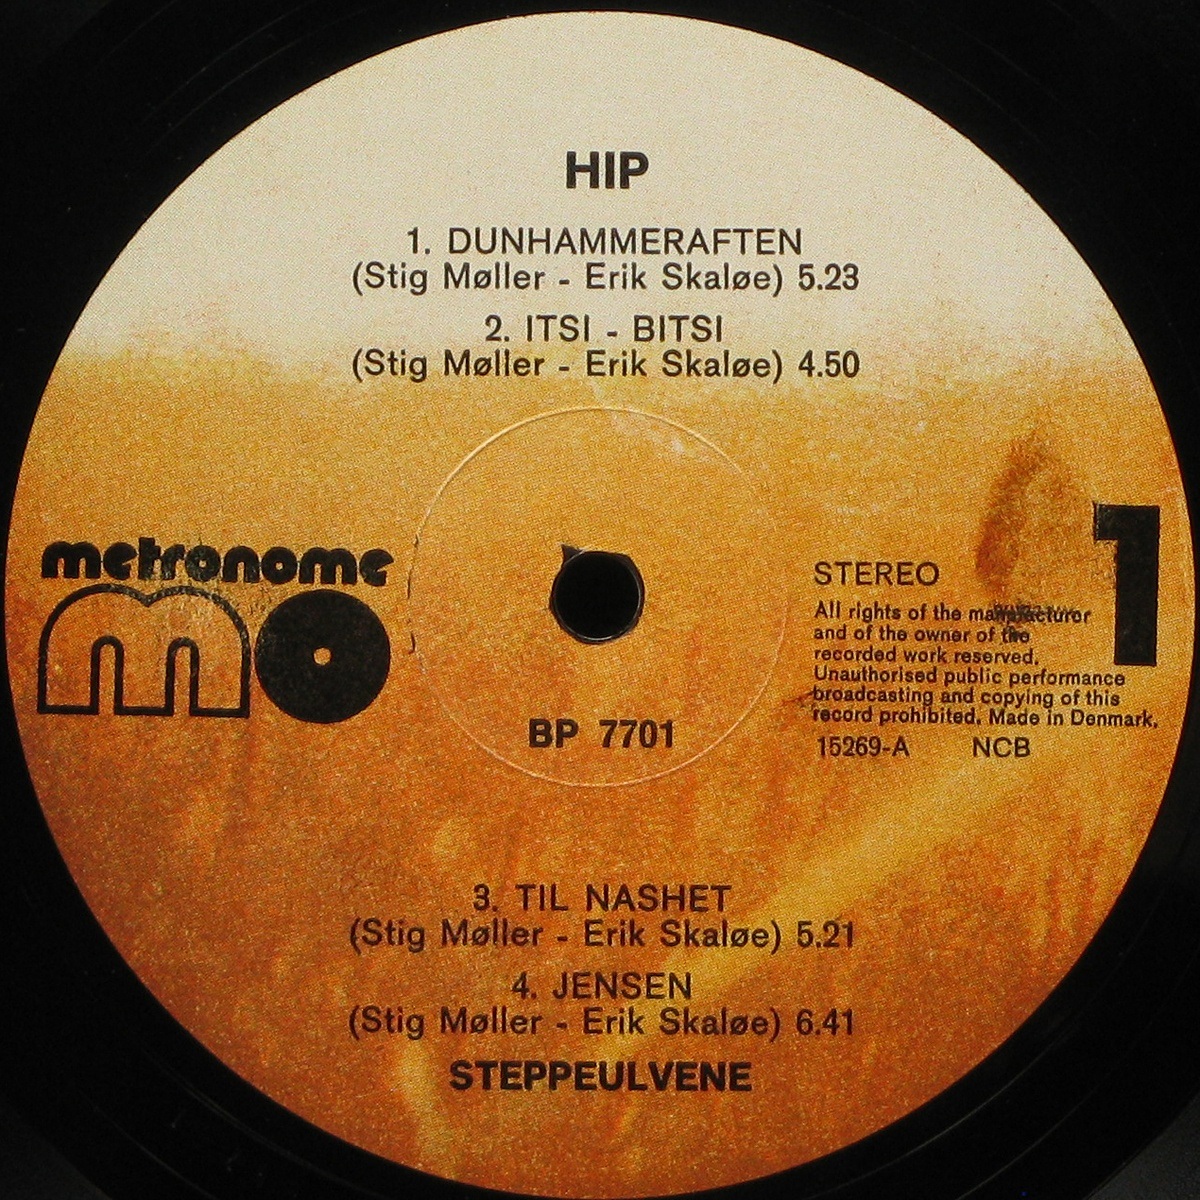 HIP
1. DUNHAMMERAFTEN
(Stig Møller - Erik Skaløe) 5.23
2. ITSI - BITSI
(Stig Møller - Erik Skaløe) 4.50
metronome
mo
STEREO
All rights of the manufacturer
and of the owner of the
recorded work reserved.
Unauthorised public performance
broadcasting and copying of this
record prohibited. Made in Denmark.
15269-A NCB
1
BP 7701
3. TIL NASHET
(Stig Møller - Erik Skaløe) 5.21
4. JENSEN
(Stig Møller - Erik Skaløe) 6.41
STEPPEULVENE